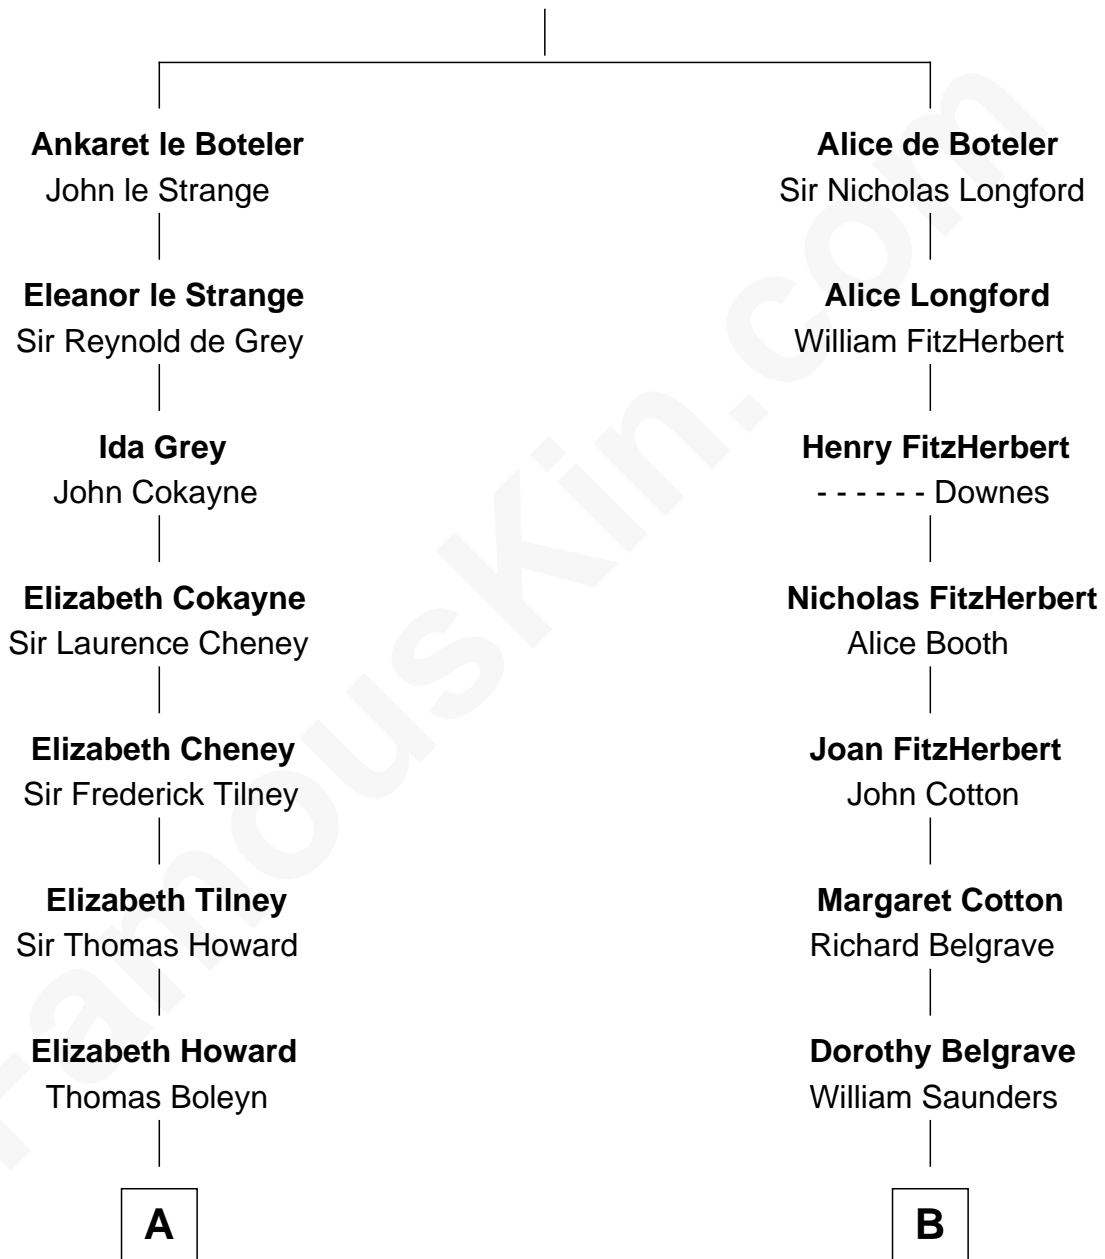 Ankaret le Boteler
John le Strange
Alice de Boteler
Sir Nicholas Longford
Eleanor le Strange
Sir Reynold de Grey
Alice Longford
William FitzHerbert
Ida Grey
John Cokayne
Henry FitzHerbert
- - - - - - Downes
Elizabeth Cokayne
Sir Laurence Cheney
Nicholas FitzHerbert
Alice Booth
Elizabeth Cheney
Sir Frederick Tilney
Joan FitzHerbert
John Cotton
Elizabeth Tilney
Sir Thomas Howard
Margaret Cotton
Richard Belgrave
Elizabeth Howard
Thomas Boleyn
Dorothy Belgrave
William Saunders
A
B
FamousKin.com